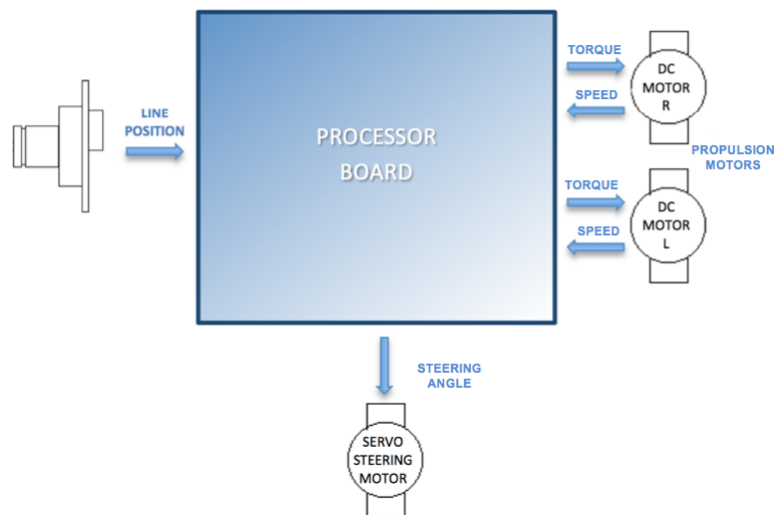 LINE
POSITION
PROCESSOR
BOARD
TORQUE
SPEED
DC
MOTOR
R
PROPULSION
MOTORS
TORQUE
SPEED
DC
MOTOR
L
STEERING
ANGLE
SERVO
STEERING
MOTOR